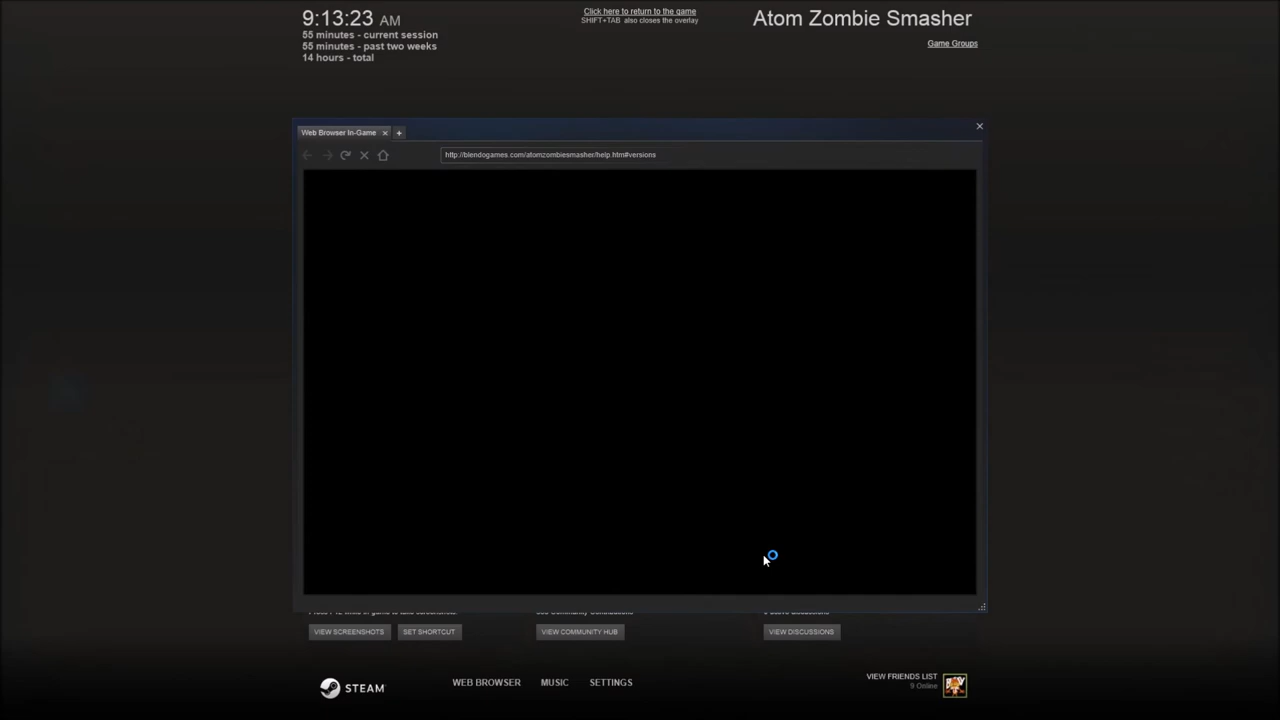 9:13:23 AM
55 minutes - current session
55 minutes - past two weeks
14 hours - total
Click here to return to the game
SHIFT+TAB also closes the overlay
Atom Zombie Smasher
Game Groups
Web Browser In-Game
http://blendogames.com/atomzombiesmasher/help.htm#versions
VIEW SCREENSHOTS
SET SHORTCUT
VIEW COMMUNITY HUB
VIEW DISCUSSIONS
STEAM
WEB BROWSER
MUSIC
SETTINGS
VIEW FRIENDS LIST
9 Online